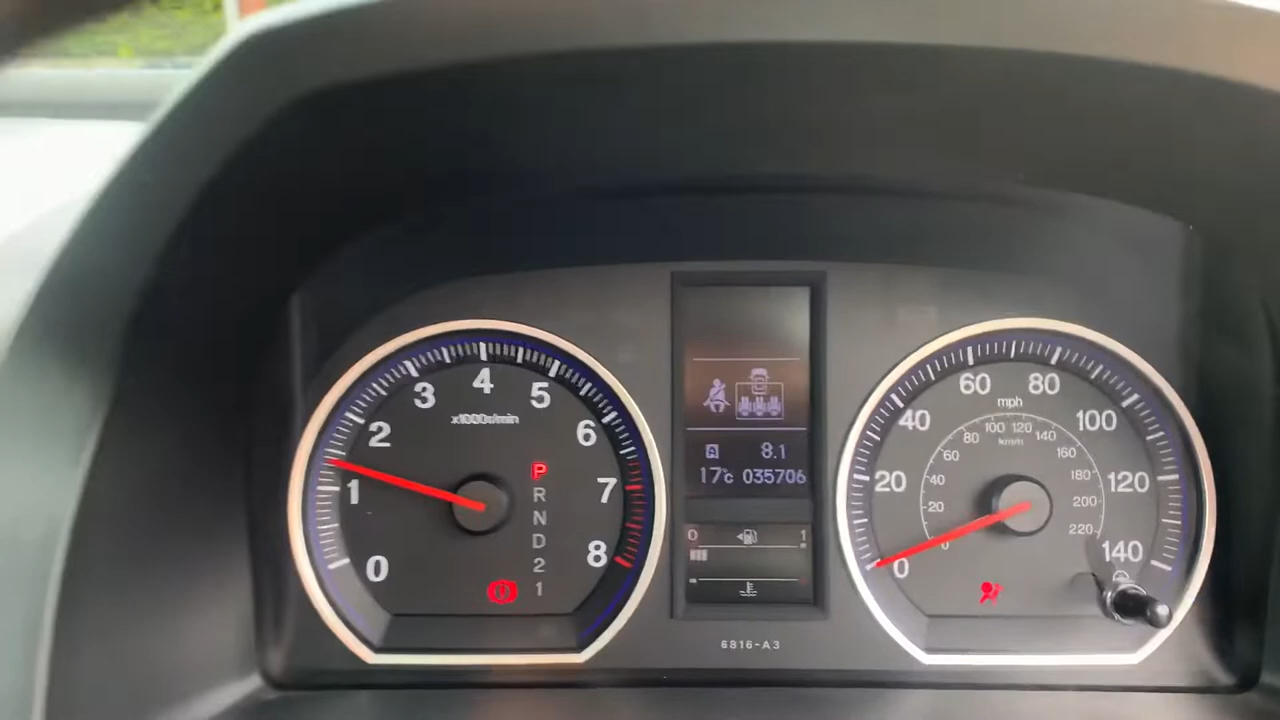 0 1 2 3 4 5 6 7 8
x1000r/min
P
R
N
D
2
1
A 8.1
17°C 035706
0 1
6816-A3
0 20 40 60 80 100 120 140
mph
0 20 40 60 80 100 120 140 160 180 200 220
km/h